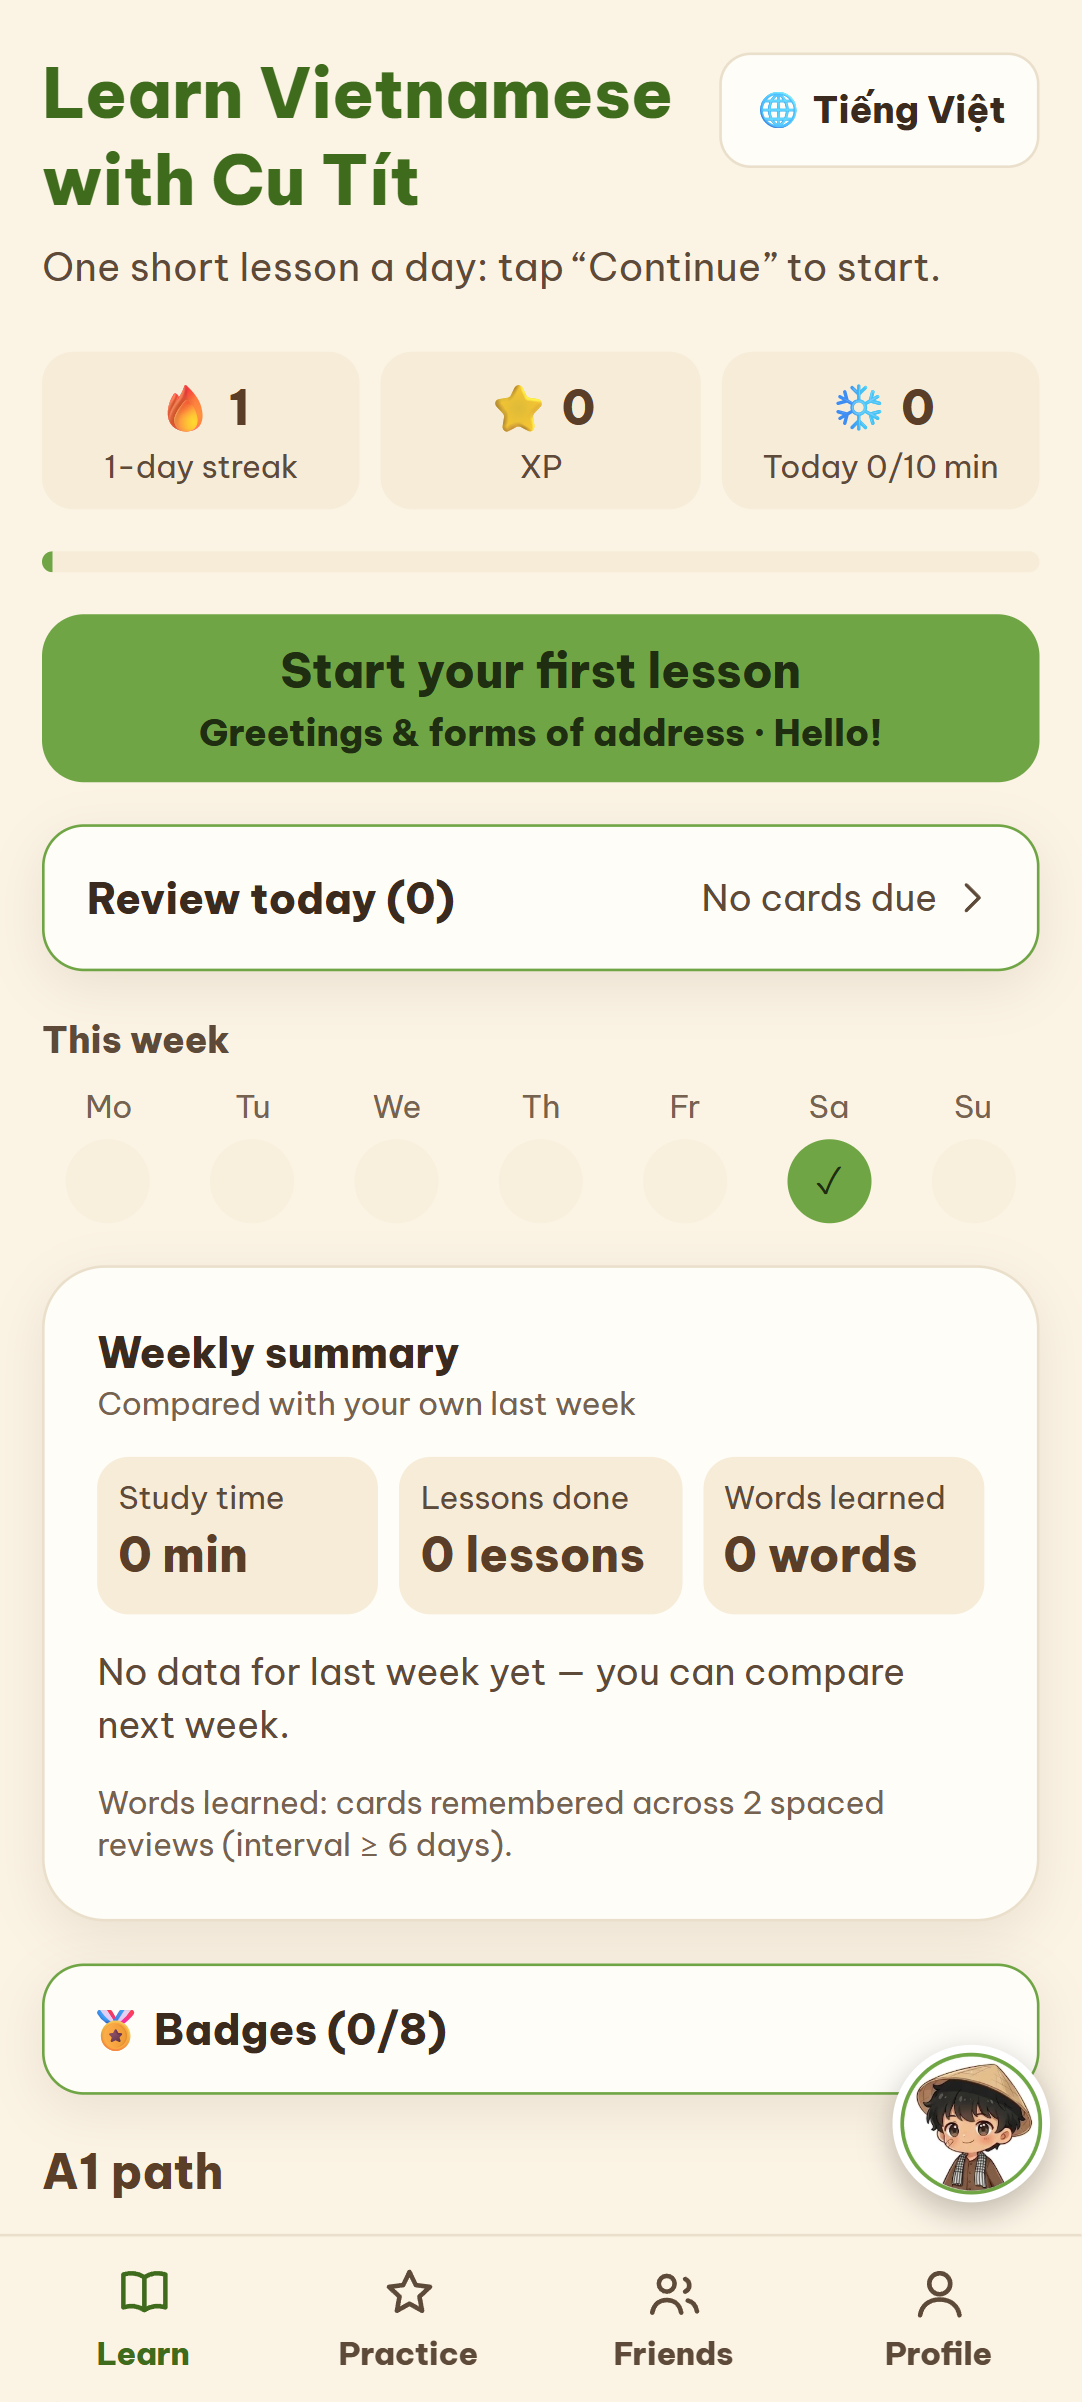 Learn Vietnamese
with Cu Tít
🌐 Tiếng Việt
One short lesson a day: tap “Continue” to start.
🔥 1
1-day streak
⭐ 0
XP
❄️ 0
Today 0/10 min
Start your first lesson
Greetings & forms of address · Hello!
Review today (0)
No cards due
This week
Mo Tu We Th Fr Sa Su
✓
Weekly summary
Compared with your own last week
Study time
0 min
Lessons done
0 lessons
Words learned
0 words
No data for last week yet — you can compare
next week.
Words learned: cards remembered across 2 spaced
reviews (interval ≥ 6 days).
🏅 Badges (0/8)
A1 path
Learn
Practice
Friends
Profile